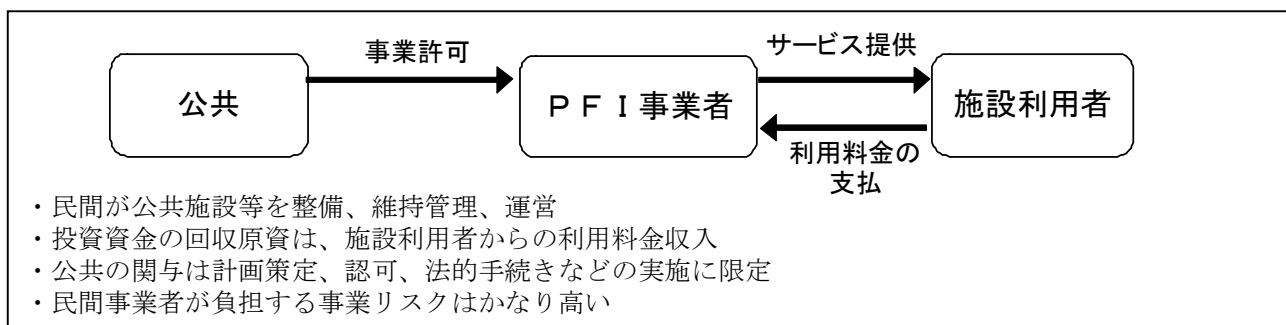 事業許可
サービス提供
公共
ＰＦＩ事業者
施設利用者
利用料金の
支払
・民間が公共施設等を整備、維持管理、運営
・投資資金の回収原資は、施設利用者からの利用料金収入
・公共の関与は計画策定、認可、法的手続きなどの実施に限定
・民間事業者が負担する事業リスクはかなり高い